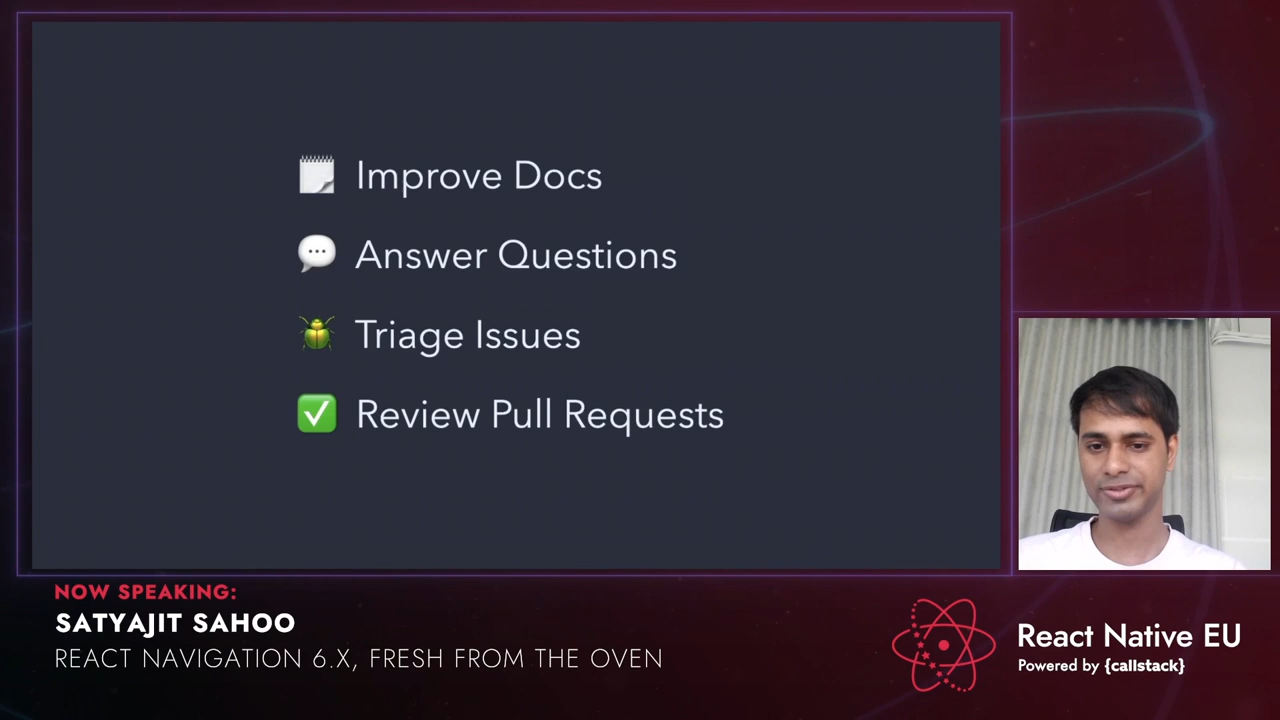 Improve Docs
Answer Questions
Triage Issues
Review Pull Requests
NOW SPEAKING:
SATYAJIT SAHOO
REACT NAVIGATION 6.X, FRESH FROM THE OVEN
React Native EU
Powered by {callstack}